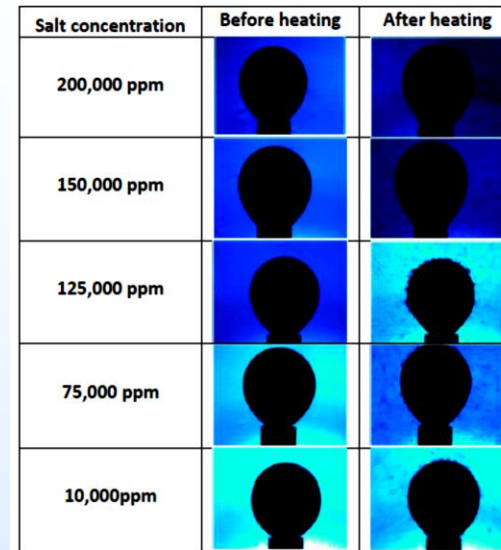 Salt concentration Before heating After heating
200,000 ppm
150,000 ppm
125,000 ppm
75,000 ppm
10,000ppm